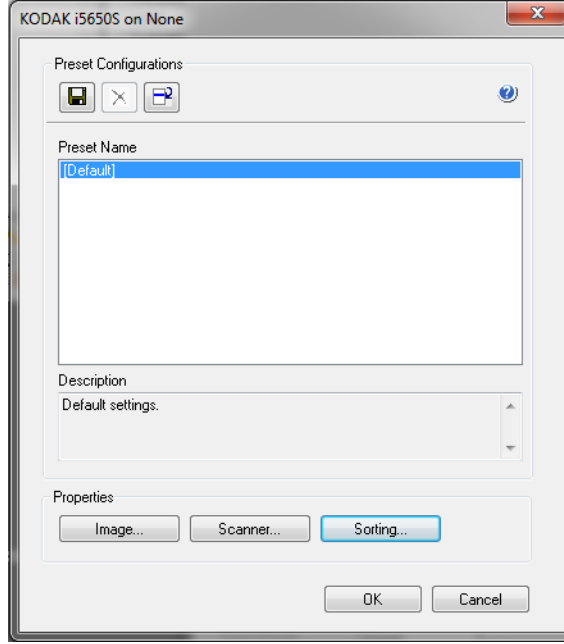 KODAK i5650S on None
Preset Configurations
Preset Name
[Default]
Description
Default settings.
Properties
Image... Scanner... Sorting...
OK Cancel